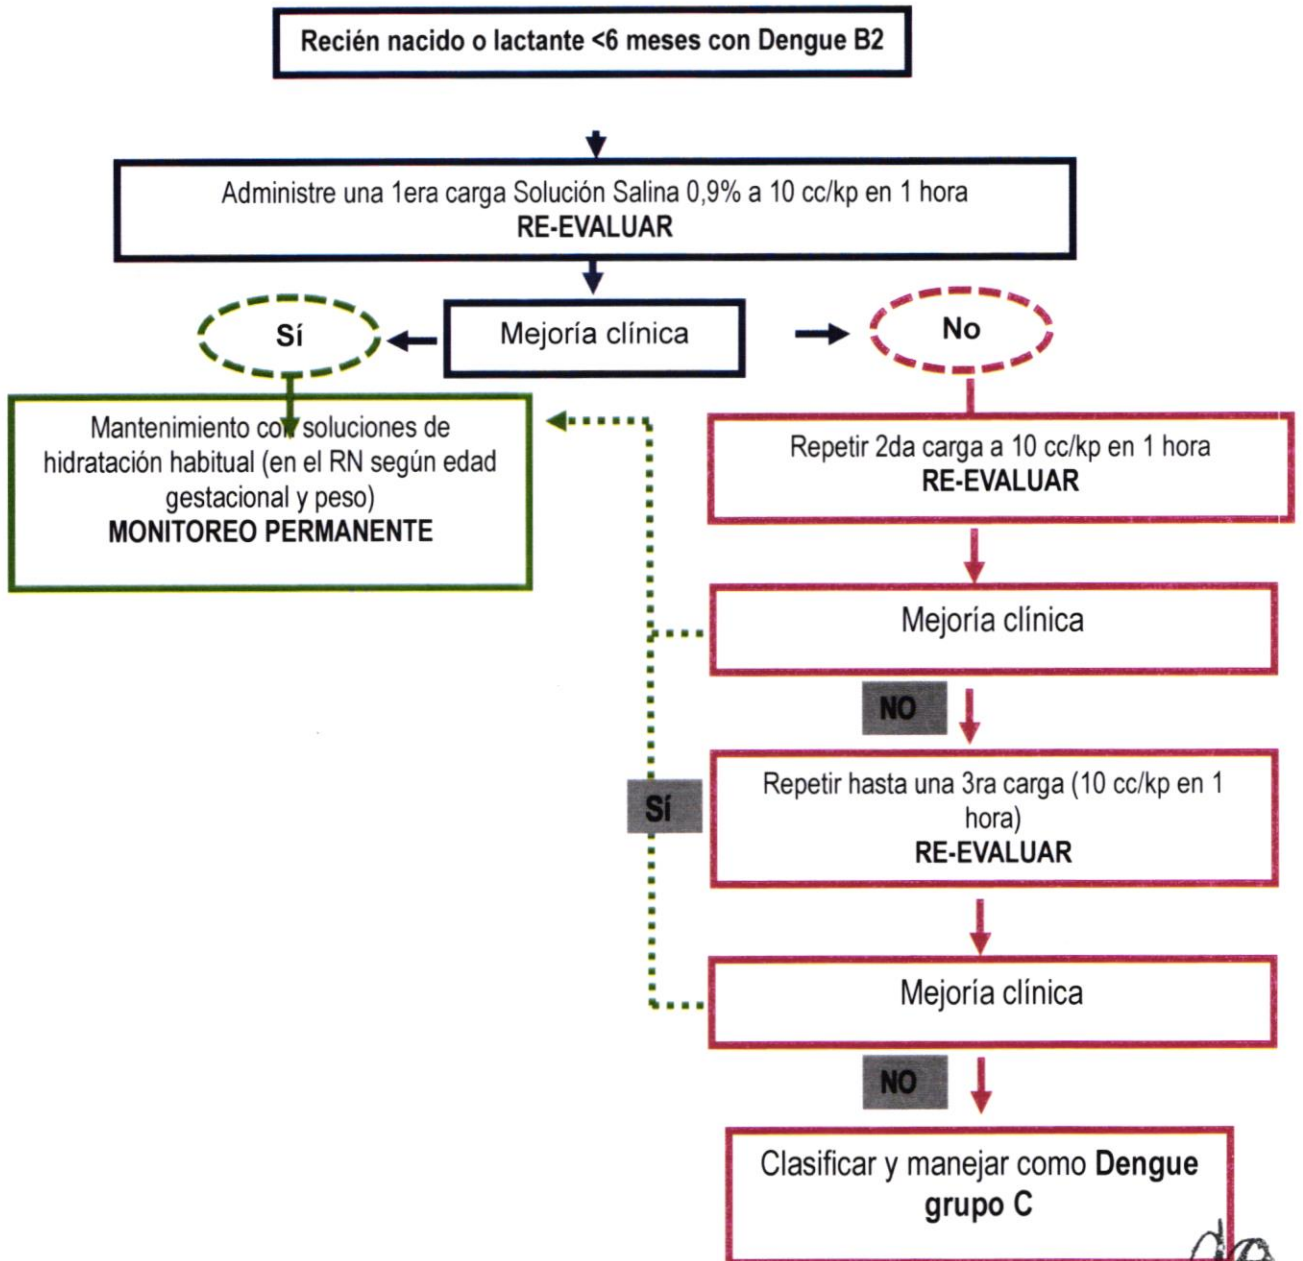 Recién nacido o lactante <6 meses con Dengue B2
Administre una 1era carga Solución Salina 0,9% a 10 cc/kp en 1 hora
RE-EVALUAR
Sí
Mejoría clínica
No
Mantenimiento con soluciones de
hidratación habitual (en el RN según edad
gestacional y peso)
MONITOREO PERMANENTE
Repetir 2da carga a 10 cc/kp en 1 hora
RE-EVALUAR
Mejoría clínica
NO
Sí
Repetir hasta una 3ra carga (10 cc/kp en 1
hora)
RE-EVALUAR
Mejoría clínica
NO
Clasificar y manejar como Dengue
grupo C